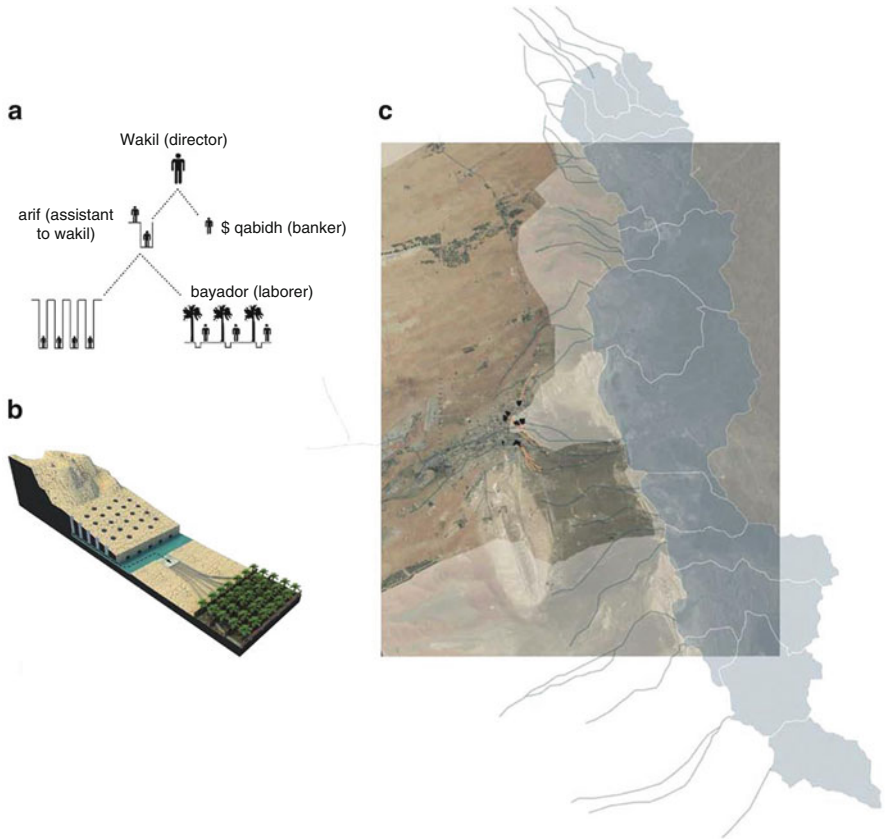 a
Wakil (director)
arif (assistant
to wakil)
$ qabidh (banker)
bayador (laborer)
b
c